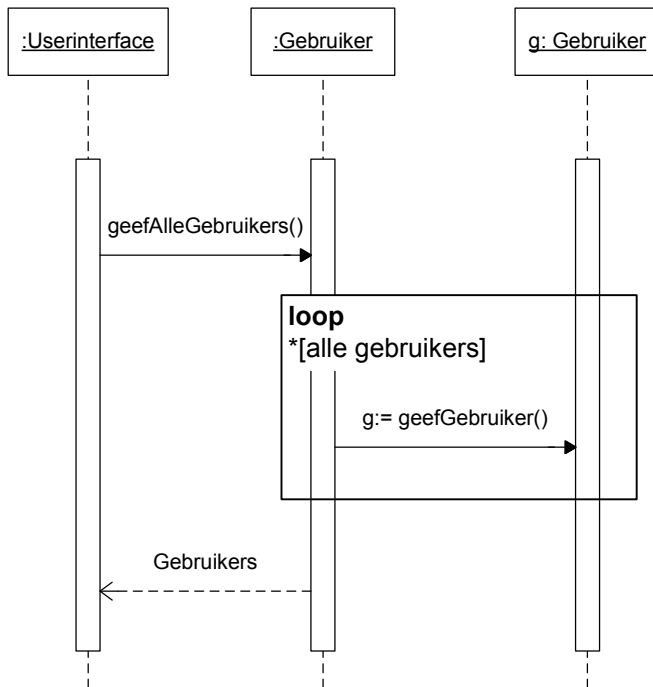 :Userinterface
:Gebruiker
g: Gebruiker
geefAlleGebruikers()
loop
*[alle gebruikers]
g:= geefGebruiker()
Gebruikers